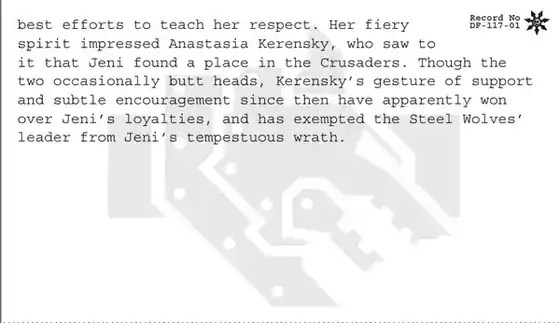 best efforts to teach her respect. Her fiery
spirit impressed Anastasia Kerensky, who saw to
it that Jeni found a place in the Crusaders. Though the
two occasionally butt heads, Kerensky’s gesture of support
and subtle encouragement since then have apparently won
over Jeni’s loyalties, and has exempted the Steel Wolves’
leader from Jeni’s tempestuous wrath.
Record No
DF-117-01